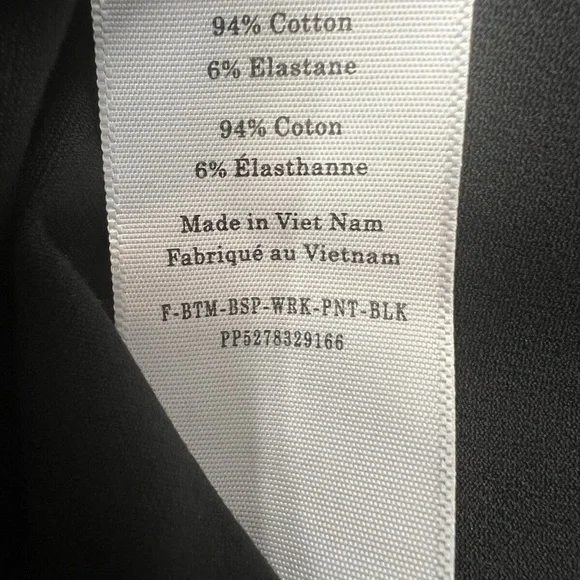 94% Cotton
6% Elastane
94% Coton
6% Élasthanne
Made in Viet Nam
Fabriqué au Vietnam
F-BTM-BSP-WRK-PNT-BLK
PP5278329166